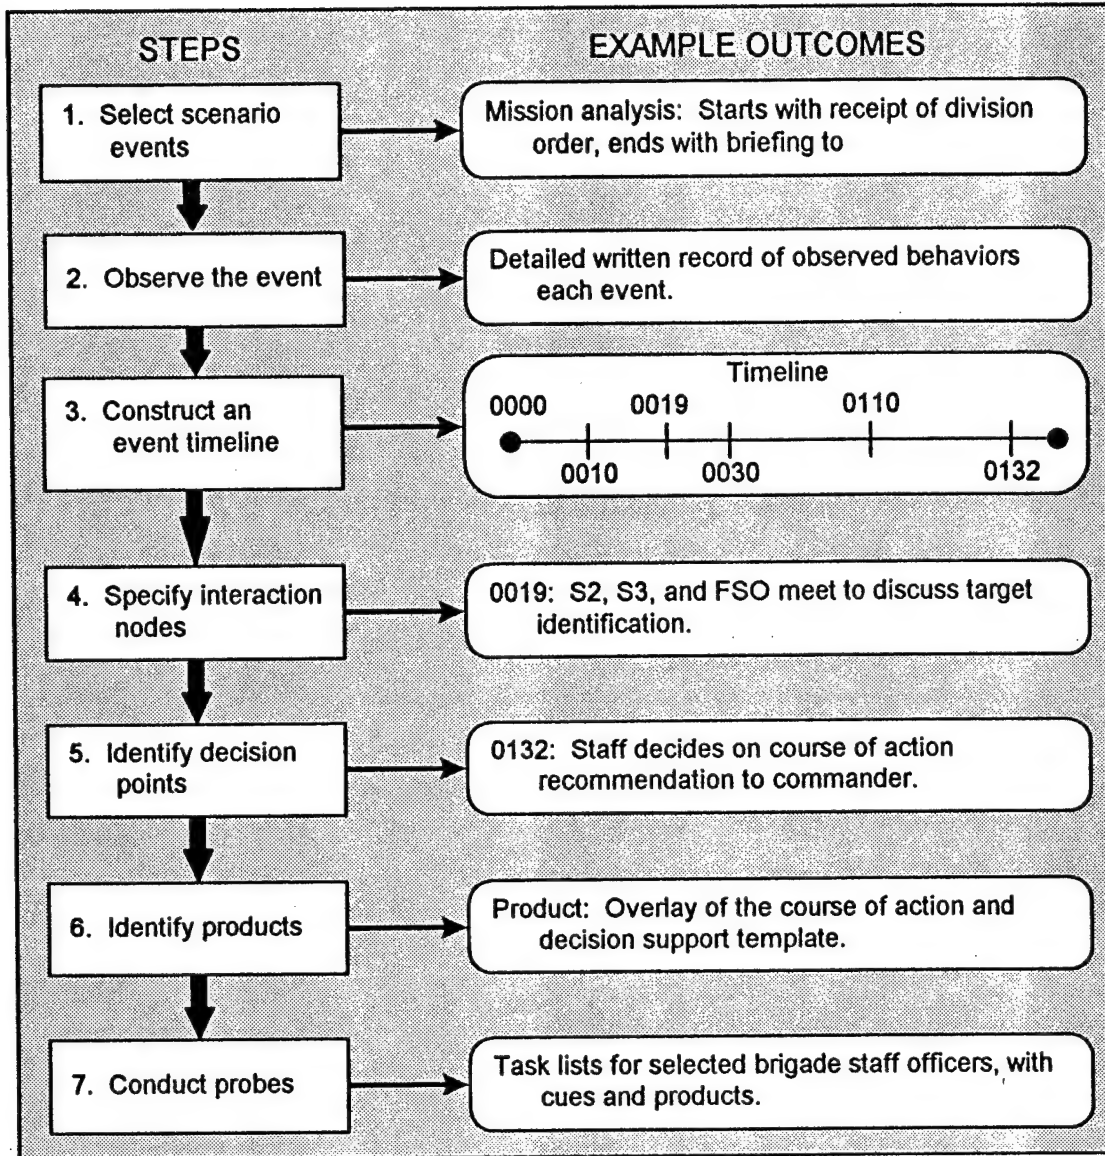 STEPS
EXAMPLE OUTCOMES
1. Select scenario
events
Mission analysis: Starts with receipt of division
order, ends with briefing to
2. Observe the event
Detailed written record of observed behaviors
each event.
3. Construct an
event timeline
Timeline
0000 0019 0110
0010 0030 0132
4. Specify interaction
nodes
0019: S2, S3, and FSO meet to discuss target
identification.
5. Identify decision
points
0132: Staff decides on course of action
recommendation to commander.
6. Identify products
Product: Overlay of the course of action and
decision support template.
7. Conduct probes
Task lists for selected brigade staff officers, with
cues and products.